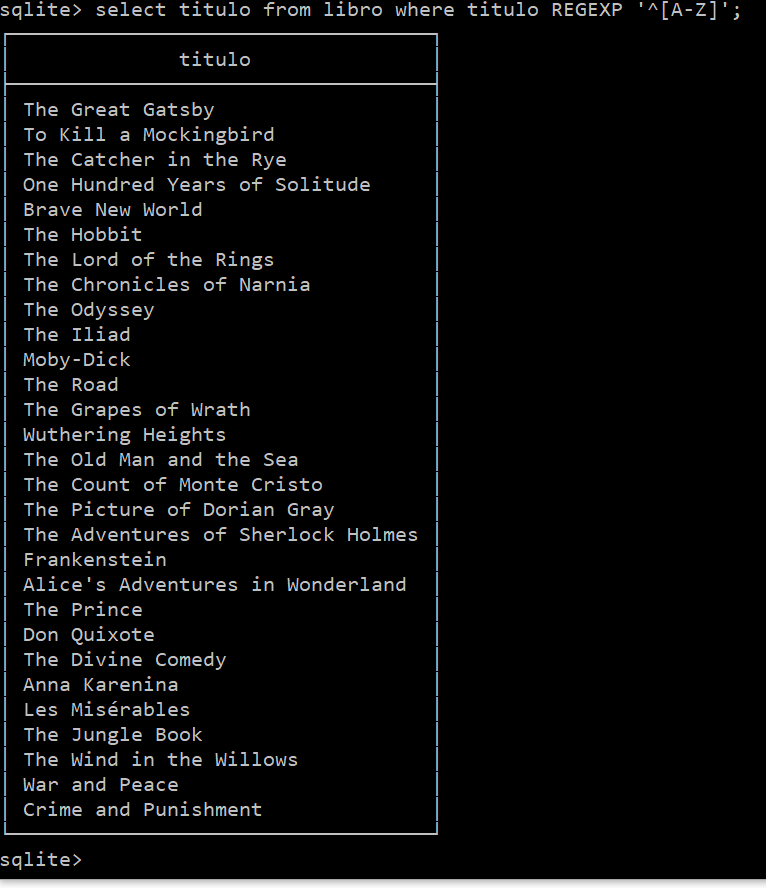 sqlite> select titulo from libro where titulo REGEXP '^[A-Z]';
titulo
The Great Gatsby
To Kill a Mockingbird
The Catcher in the Rye
One Hundred Years of Solitude
Brave New World
The Hobbit
The Lord of the Rings
The Chronicles of Narnia
The Odyssey
The Iliad
Moby-Dick
The Road
The Grapes of Wrath
Wuthering Heights
The Old Man and the Sea
The Count of Monte Cristo
The Picture of Dorian Gray
The Adventures of Sherlock Holmes
Frankenstein
Alice's Adventures in Wonderland
The Prince
Don Quixote
The Divine Comedy
Anna Karenina
Les Misérables
The Jungle Book
The Wind in the Willows
War and Peace
Crime and Punishment
sqlite>